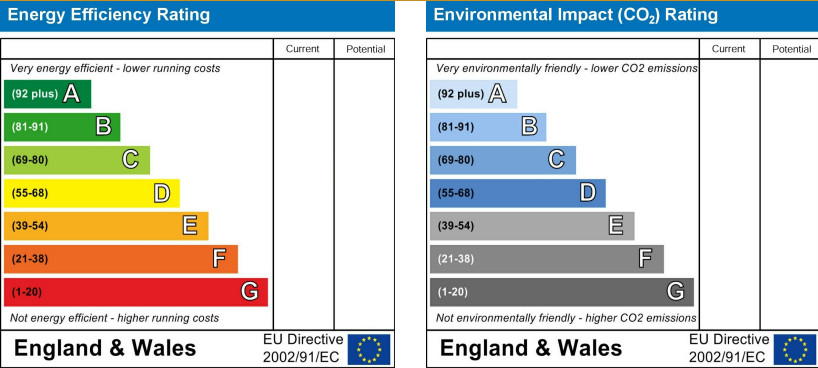 Energy Efficiency Rating
Current Potential
Very energy efficient - lower running costs
(92 plus) A
(81-91) B
(69-80) C
(55-68) D
(39-54) E
(21-38) F
(1-20) G
Not energy efficient - higher running costs
England & Wales
EU Directive
2002/91/EC
Environmental Impact (CO₂) Rating
Current Potential
Very environmentally friendly - lower CO2 emissions
(92 plus) A
(81-91) B
(69-80) C
(55-68) D
(39-54) E
(21-38) F
(1-20) G
Not environmentally friendly - higher CO2 emissions
England & Wales
EU Directive
2002/91/EC